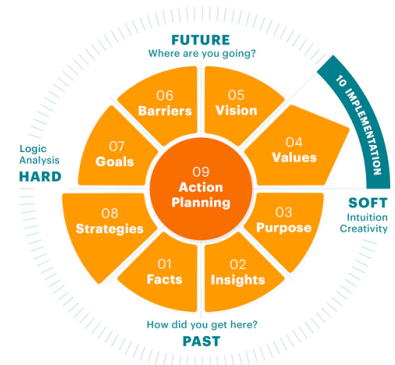 FUTURE
Where are you going?
06
Barriers
05
Vision
10 IMPLEMENTATION
07
Goals
04
Values
Logic
Analysis
HARD
09
Action
Planning
SOFT
Intuition
Creativity
08
Strategies
03
Purpose
01
Facts
02
Insights
How did you get here?
PAST